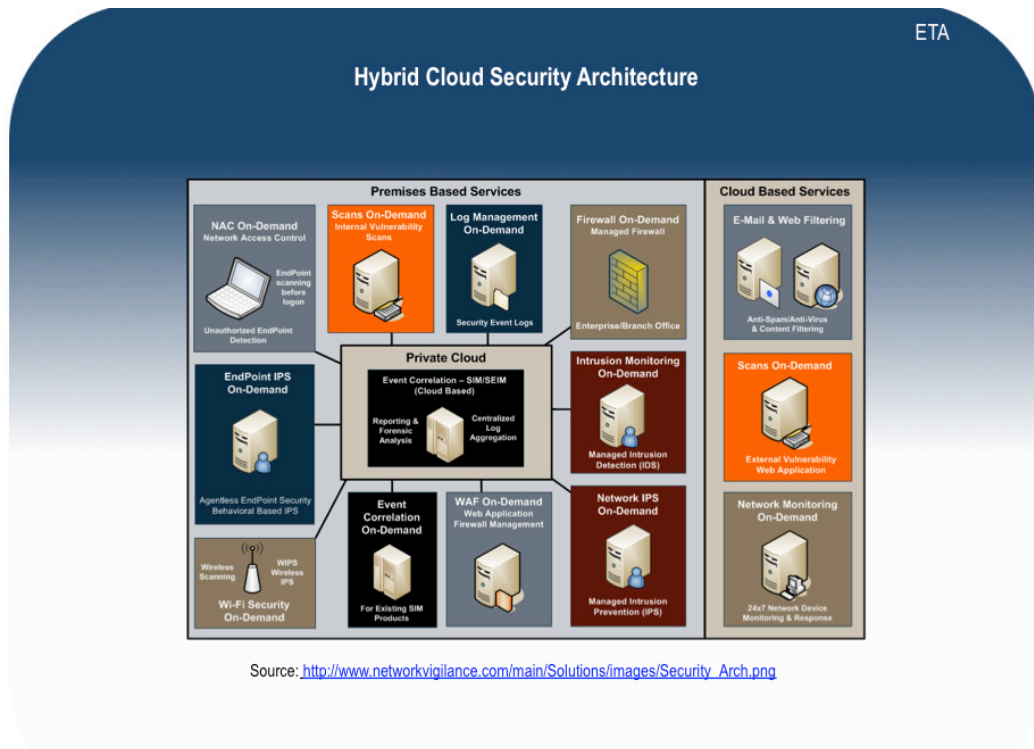 ETA
Hybrid Cloud Security Architecture
Premises Based Services
NAC On-Demand
Network Access Control
EndPoint
scanning
before
logon
Unauthorized EndPoint
Detection
Scans On-Demand
Internal Vulnerability
Scans
Log Management
On-Demand
Security Event Logs
Firewall On-Demand
Managed Firewall
Enterprise/Branch Office
Private Cloud
Event Correlation – SIM/SEIM
(Cloud Based)
Reporting &
Forensic
Analysis
Centralized
Log
Aggregation
EndPoint IPS
On-Demand
Agentless EndPoint Security
Behavioral Based IPS
Intrusion Monitoring
On-Demand
Managed Intrusion
Detection (IDS)
Wireless
Scanning
WIPS
Wireless
IPS
Wi-Fi Security
On-Demand
Event
Correlation
On-Demand
For Existing SIM
Products
WAF On-Demand
Web Application
Firewall Management
Network IPS
On-Demand
Managed Intrusion
Prevention (IPS)
Cloud Based Services
E-Mail & Web Filtering
Anti-Spam/Anti-Virus
& Content Filtering
Scans On-Demand
External Vulnerability
Web Application
Network Monitoring
On-Demand
24x7 Network Device
Monitoring & Response
Source: http://www.networkvigilance.com/main/Solutions/images/Security_Arch.png